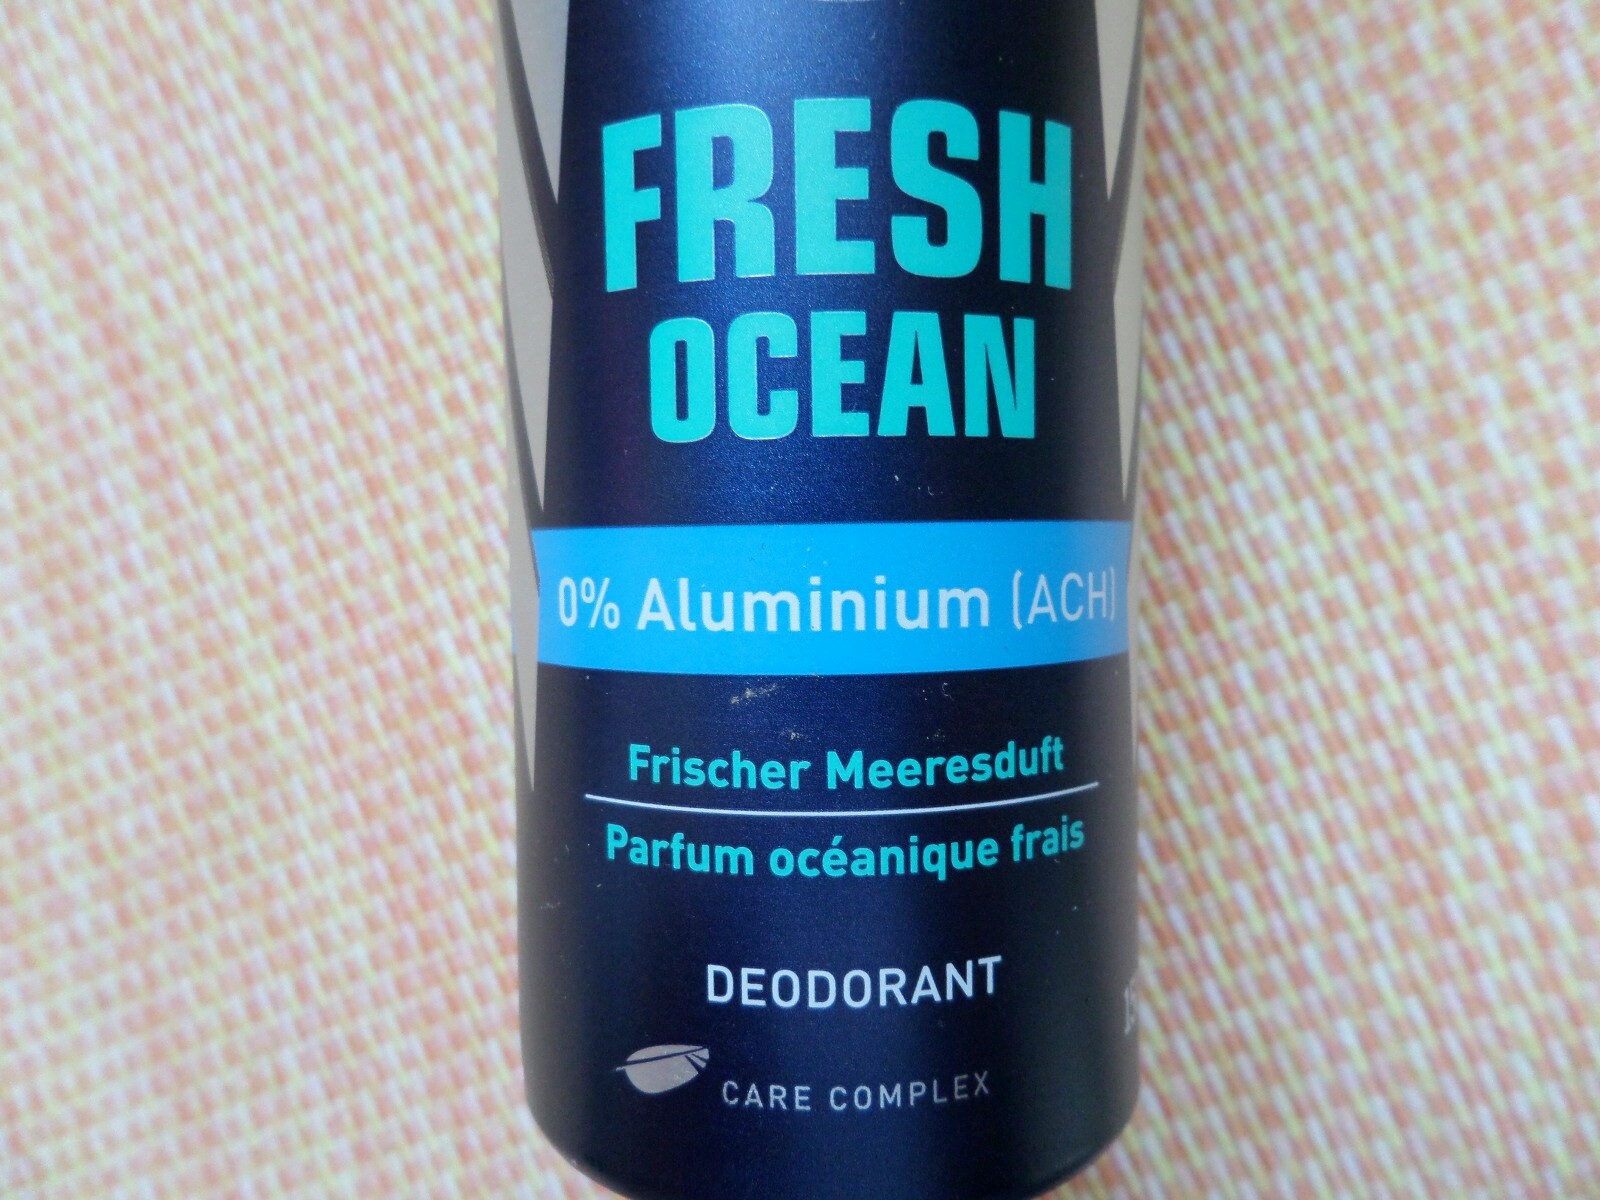 FRESH
OCEAN
0% Aluminium (ACH)
Frischer Meeresduft
Parfum océanique frais
DEODORANT
CARE COMPLEX